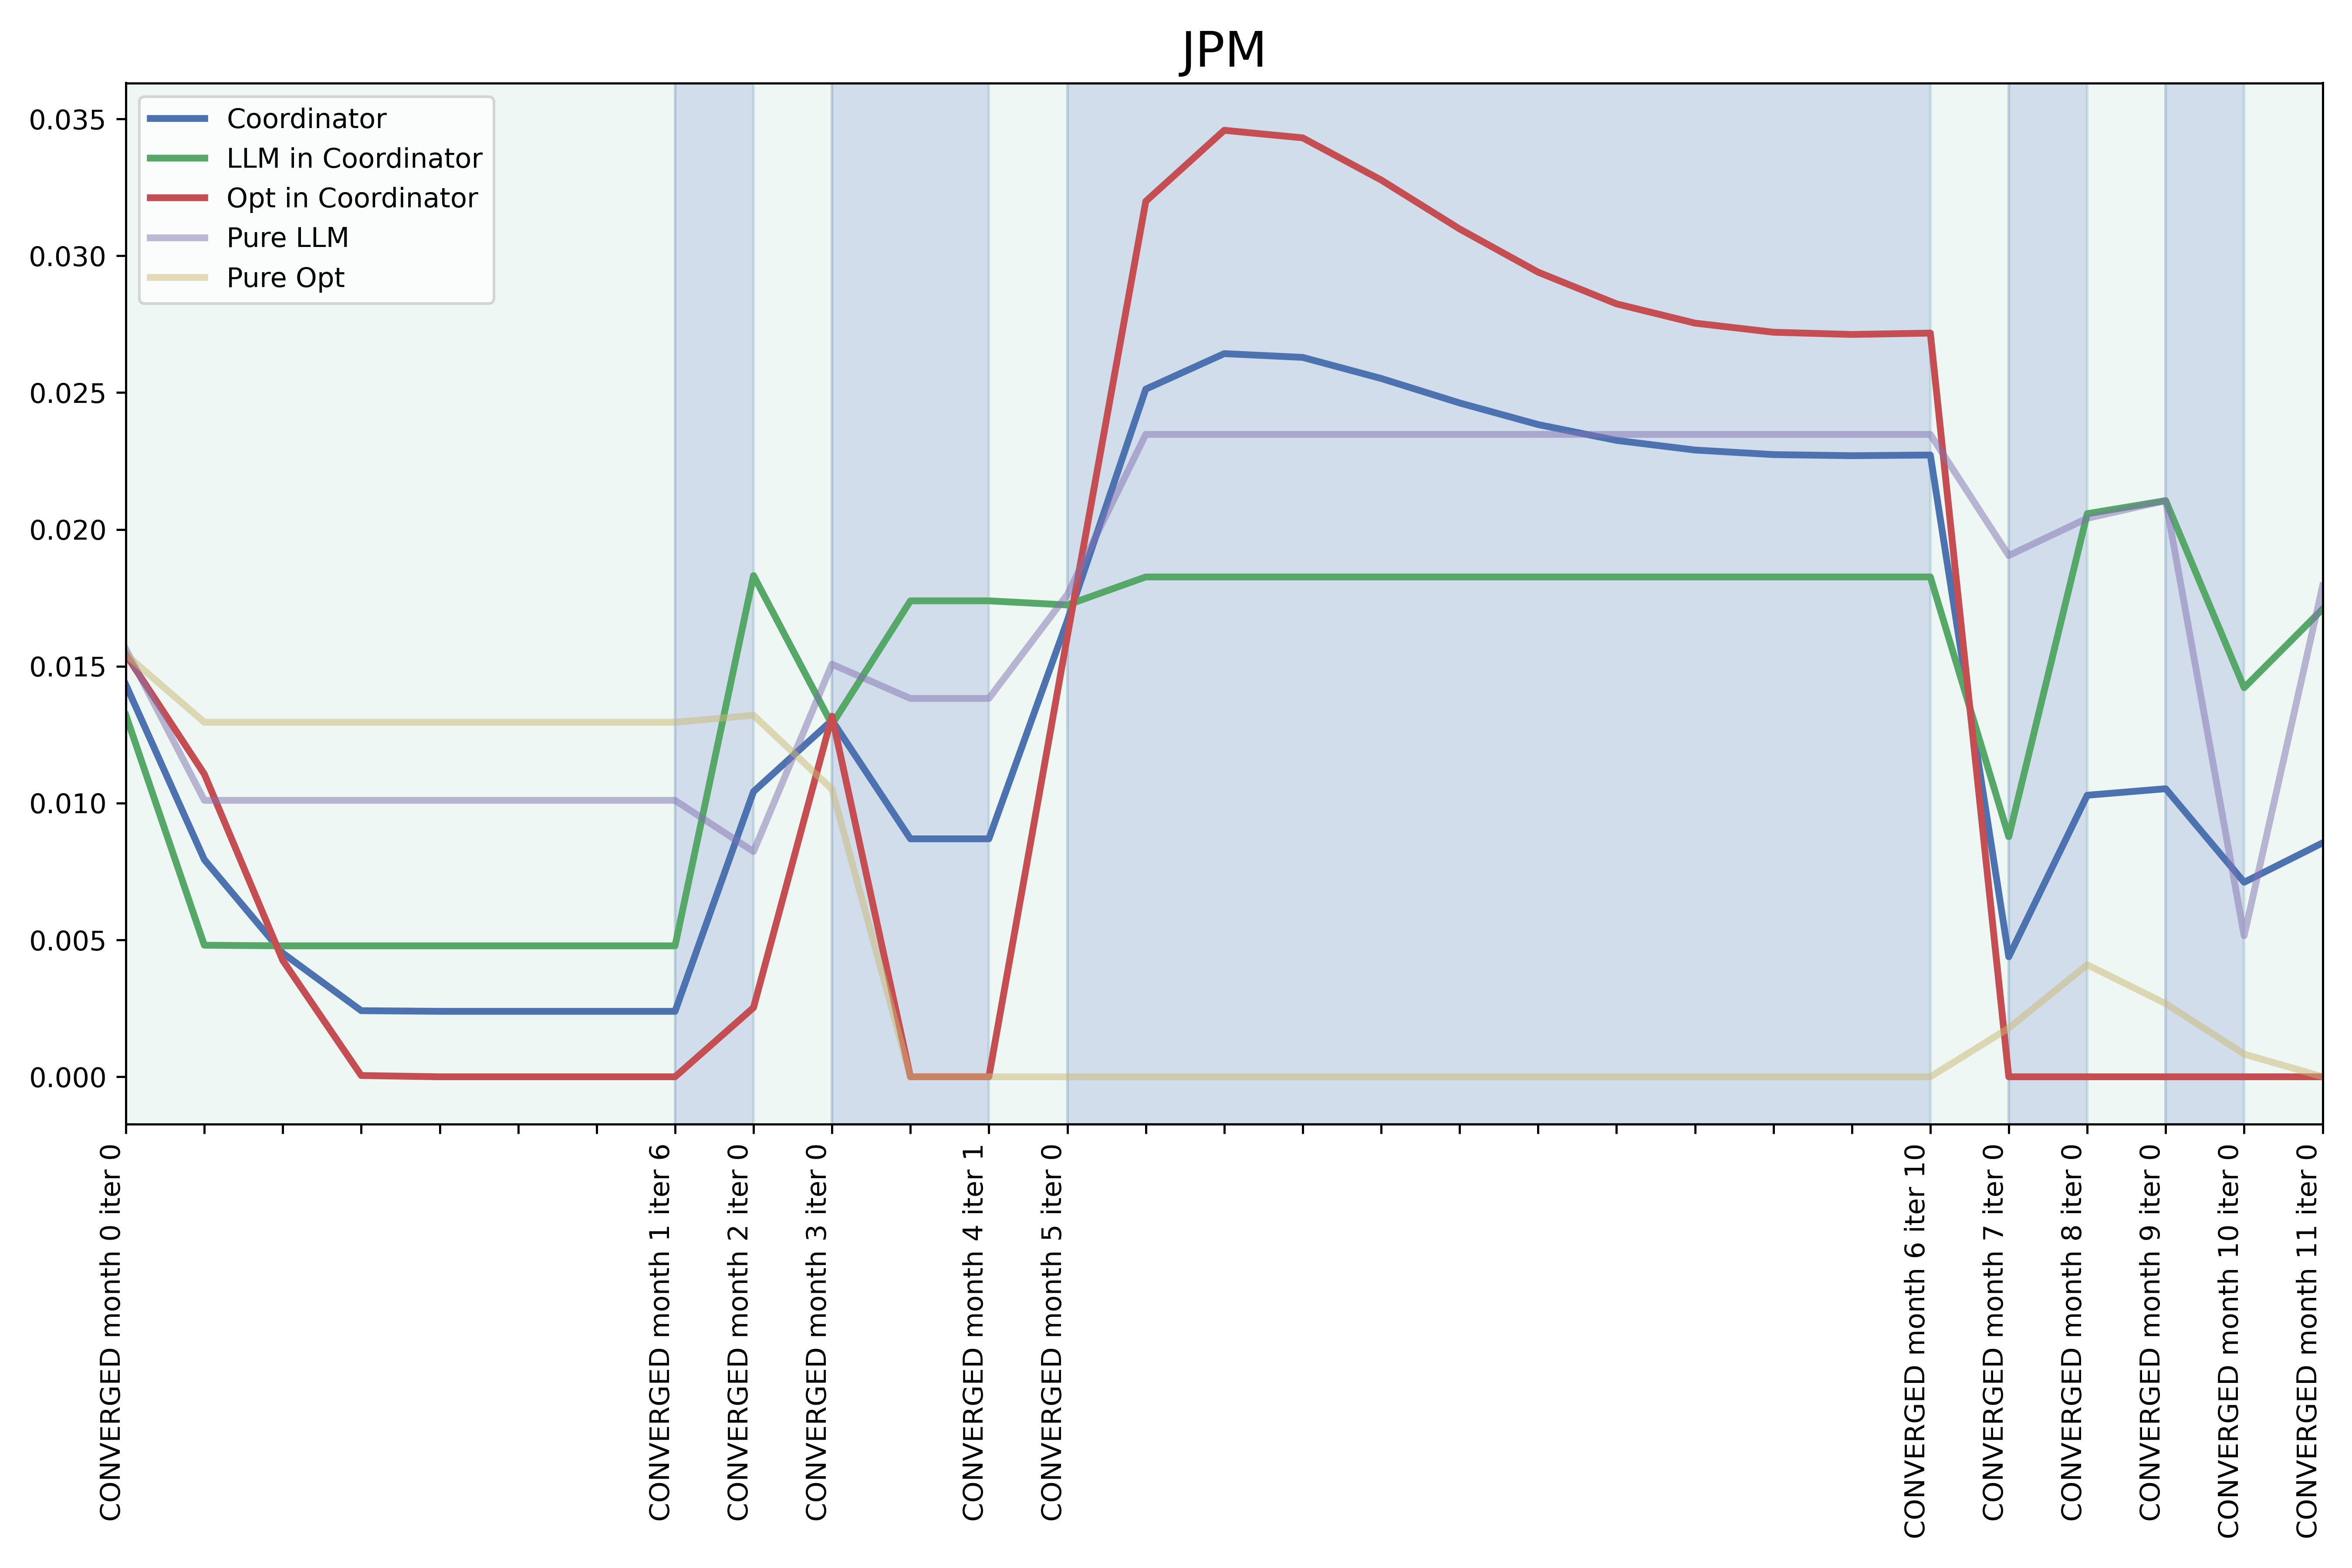 JPM
0.035
0.030
0.025
0.020
0.015
0.010
0.005
0.000
Coordinator
LLM in Coordinator
Opt in Coordinator
Pure LLM
Pure Opt
CONVERGED month 0 iter 0
CONVERGED month 1 iter 6
CONVERGED month 2 iter 0
CONVERGED month 3 iter 0
CONVERGED month 4 iter 1
CONVERGED month 5 iter 0
CONVERGED month 6 iter 10
CONVERGED month 7 iter 0
CONVERGED month 8 iter 0
CONVERGED month 9 iter 0
CONVERGED month 10 iter 0
CONVERGED month 11 iter 0